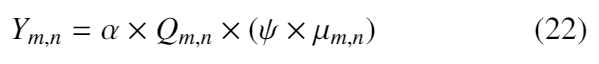 Y_{m,n} = α × Q_{m,n} × (ψ × μ_{m,n}) (22)